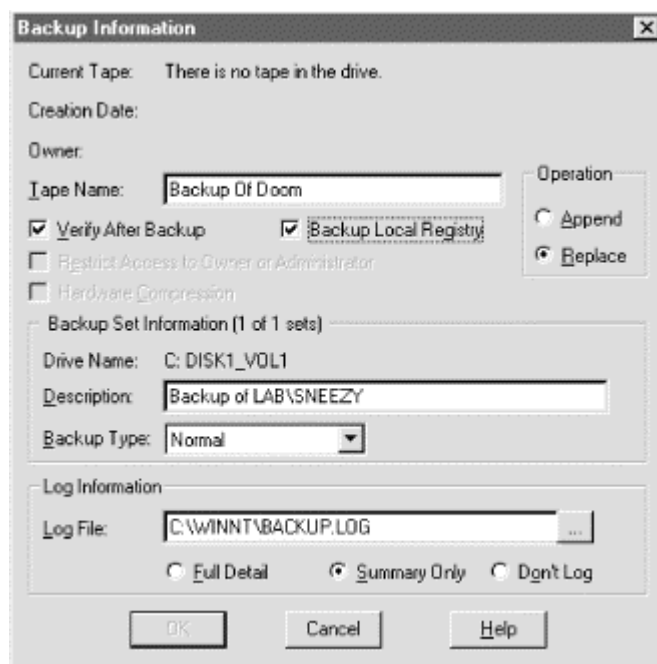 Backup Information
Current Tape: There is no tape in the drive.
Creation Date:
Owner:
Tape Name: Backup Of Doom
Operation
Append
Replace
Verify After Backup Backup Local Registry
Restrict Access to Owner or Administrator
Hardware Compression
Backup Set Information (1 of 1 sets)
Drive Name: C: DISK1_VOL1
Description: Backup of LAB\SNEEZY
Backup Type: Normal
Log Information
Log File: C:\WINNT\BACKUP.LOG ...
Full Detail Summary Only Don't Log
OK Cancel Help